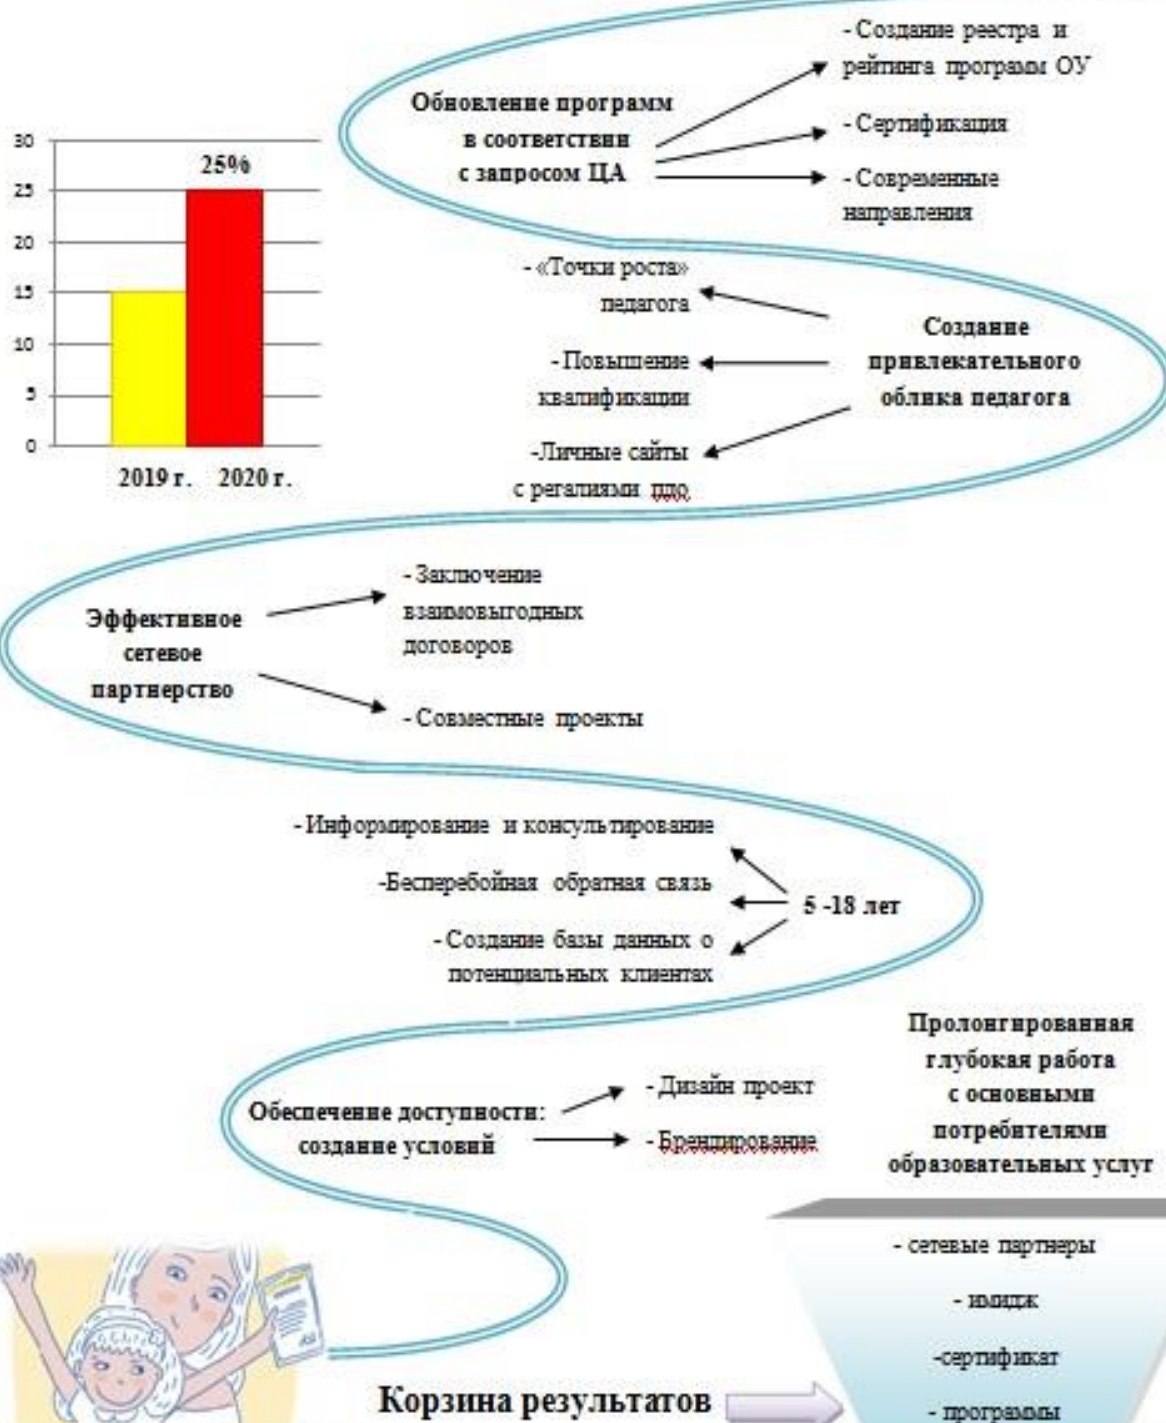 - Создание реестра и
рейтинга программ ОУ
Обновление программ
в соответствии
с запросом ЦА
- Сертификация
- Современные
направления
30
25
20
15
10
5
0
25%
2019 г. 2020 г.
- «Точки роста»
педагога
- Повышение
квалификации
-Личные сайты
с регалиями пдо
Создание
привлекательного
облика педагога
Эффективное
сетевое
партнерство
- Заключение
взаимовыгодных
договоров
- Совместные проекты
- Информирование и консультирование
-Бесперебойная обратная связь
- Создание базы данных о
потенциальных клиентах
5 -18 лет
Обеспечение доступности:
создание условий
- Дизайн проект
- Брендирование
Пролонгированная
глубокая работа
с основными
потребителями
образовательных услуг
- сетевые партнеры
- имидж
-сертификат
- программы
Корзина результатов